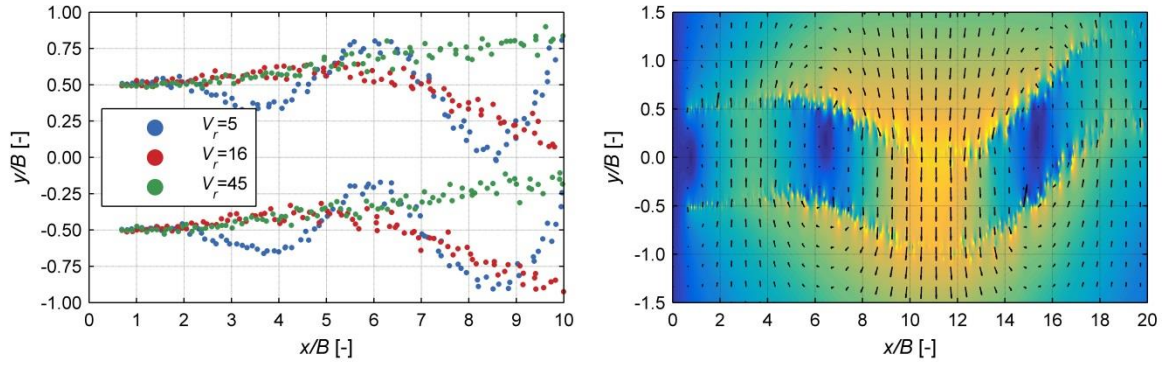 1.00
0.75
0.50
0.25
0.00
-0.25
-0.50
-0.75
-1.00
y/B [-]
V_r=5
V_r=16
V_r=45
0 1 2 3 4 5 6 7 8 9 10
x/B [-]
1.5
1.0
0.5
0.0
-0.5
-1.0
-1.5
y/B [-]
0 2 4 6 8 10 12 14 16 18 20
x/B [-]